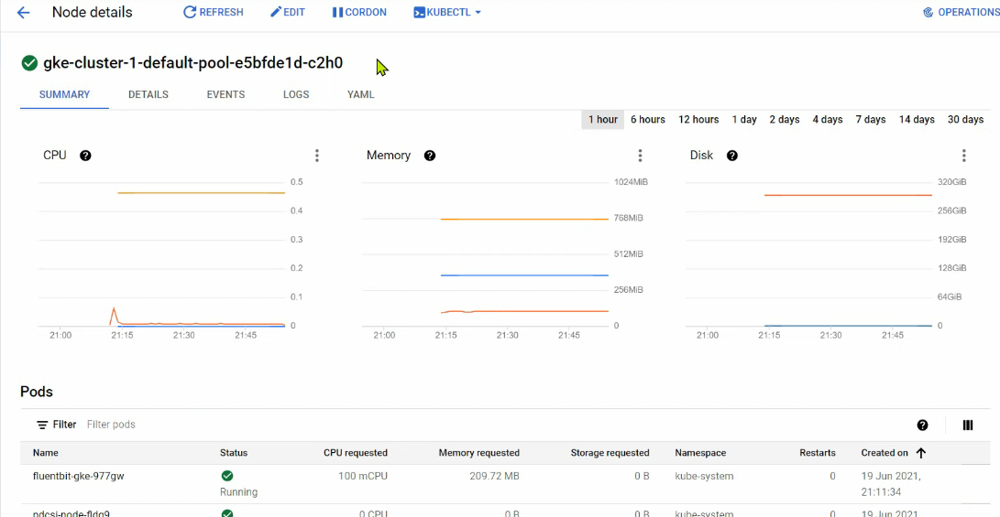 Node details REFRESH EDIT CORDON KUBECTL OPERATIONS
gke-cluster-1-default-pool-e5bfde1d-c2h0
SUMMARY DETAILS EVENTS LOGS YAML
1 hour 6 hours 12 hours 1 day 2 days 4 days 7 days 14 days 30 days
CPU
0.5
0.4
0.3
0.2
0.1
0
21:00 21:15 21:30 21:45
Memory
1024MiB
768MiB
512MiB
256MiB
0
21:00 21:15 21:30 21:45
Disk
320GiB
256GiB
192GiB
128GiB
64GiB
0
21:00 21:15 21:30 21:45
Pods
Filter Filter pods
Name Status CPU requested Memory requested Storage requested Namespace Restarts Created on
fluentbit-gke-977gw Running 100 mCPU 209.72 MB 0 B kube-system 0 19 Jun 2021, 21:11:34
pdcsi-node-fldg9 0 CPU 0 B 0 B kube-system 0 19 Jun 2021,